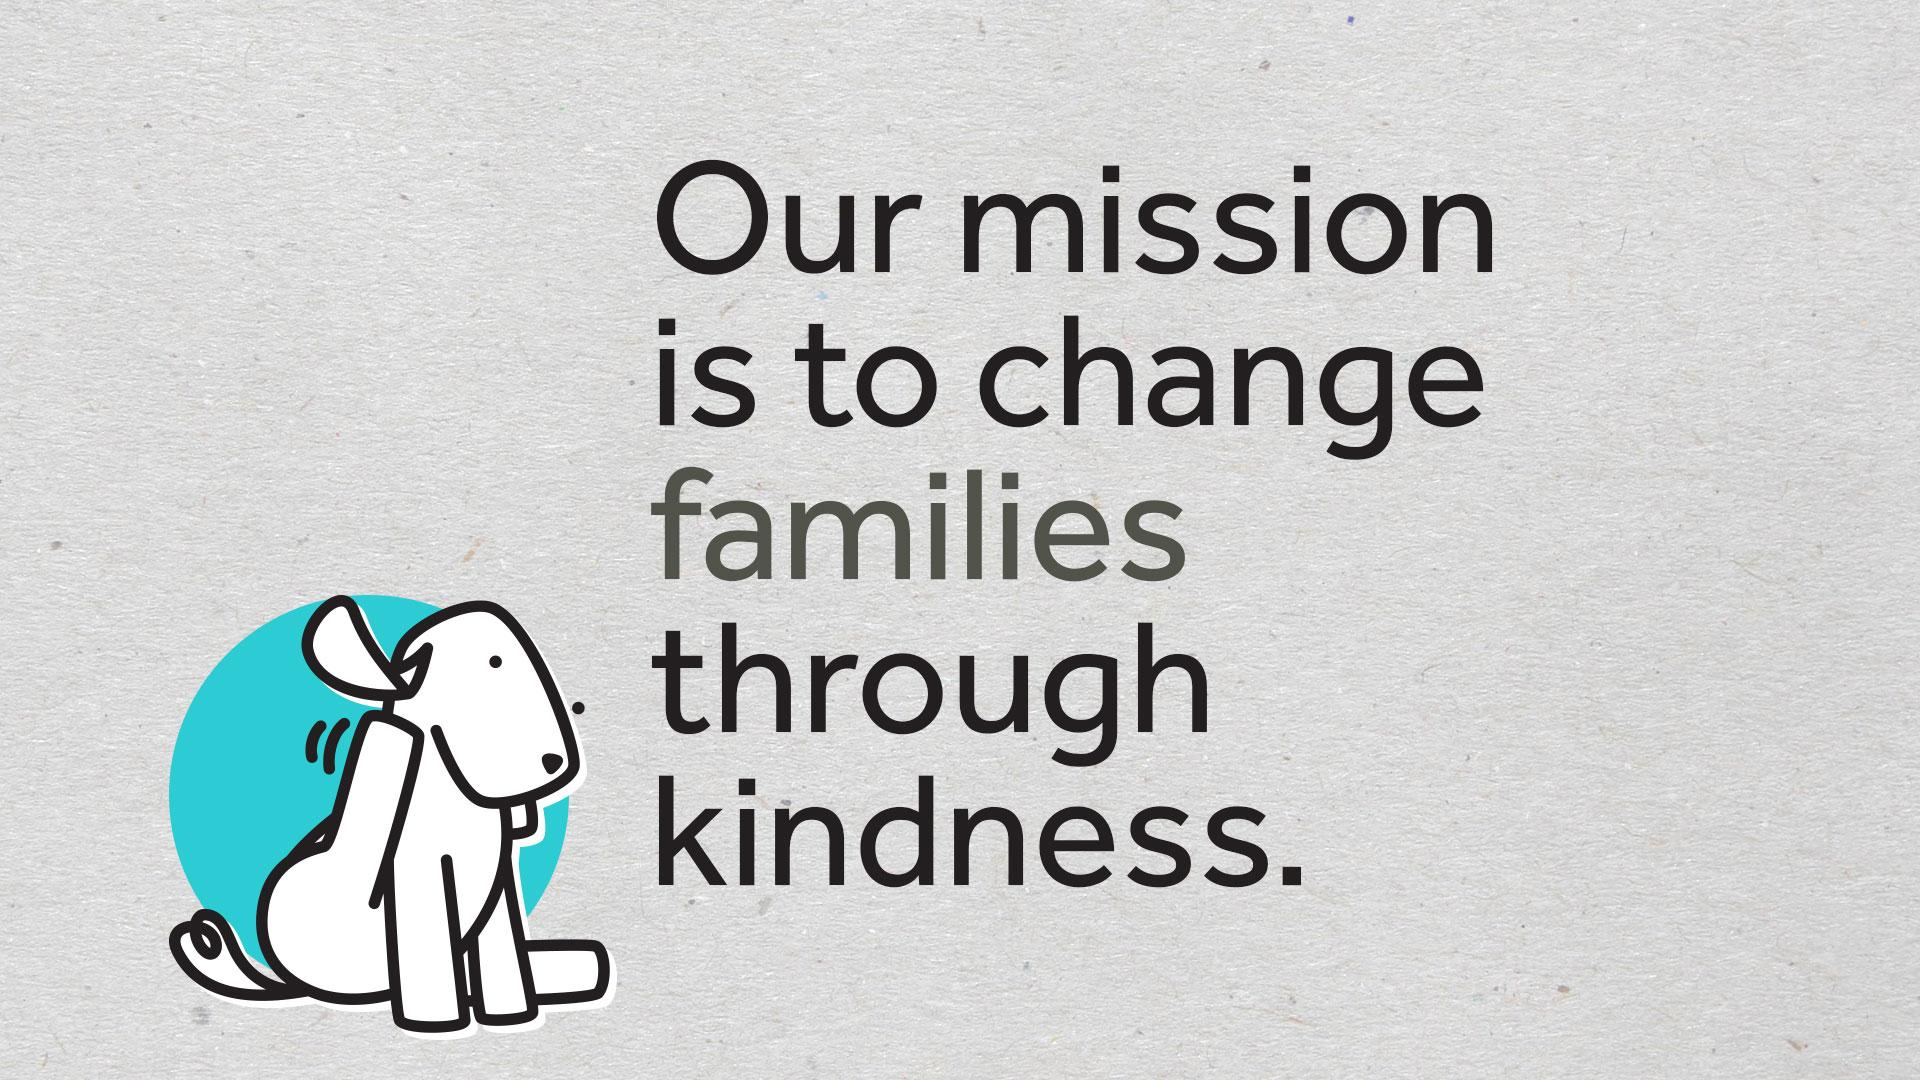 Our mission
is to change
families
through
kindness.